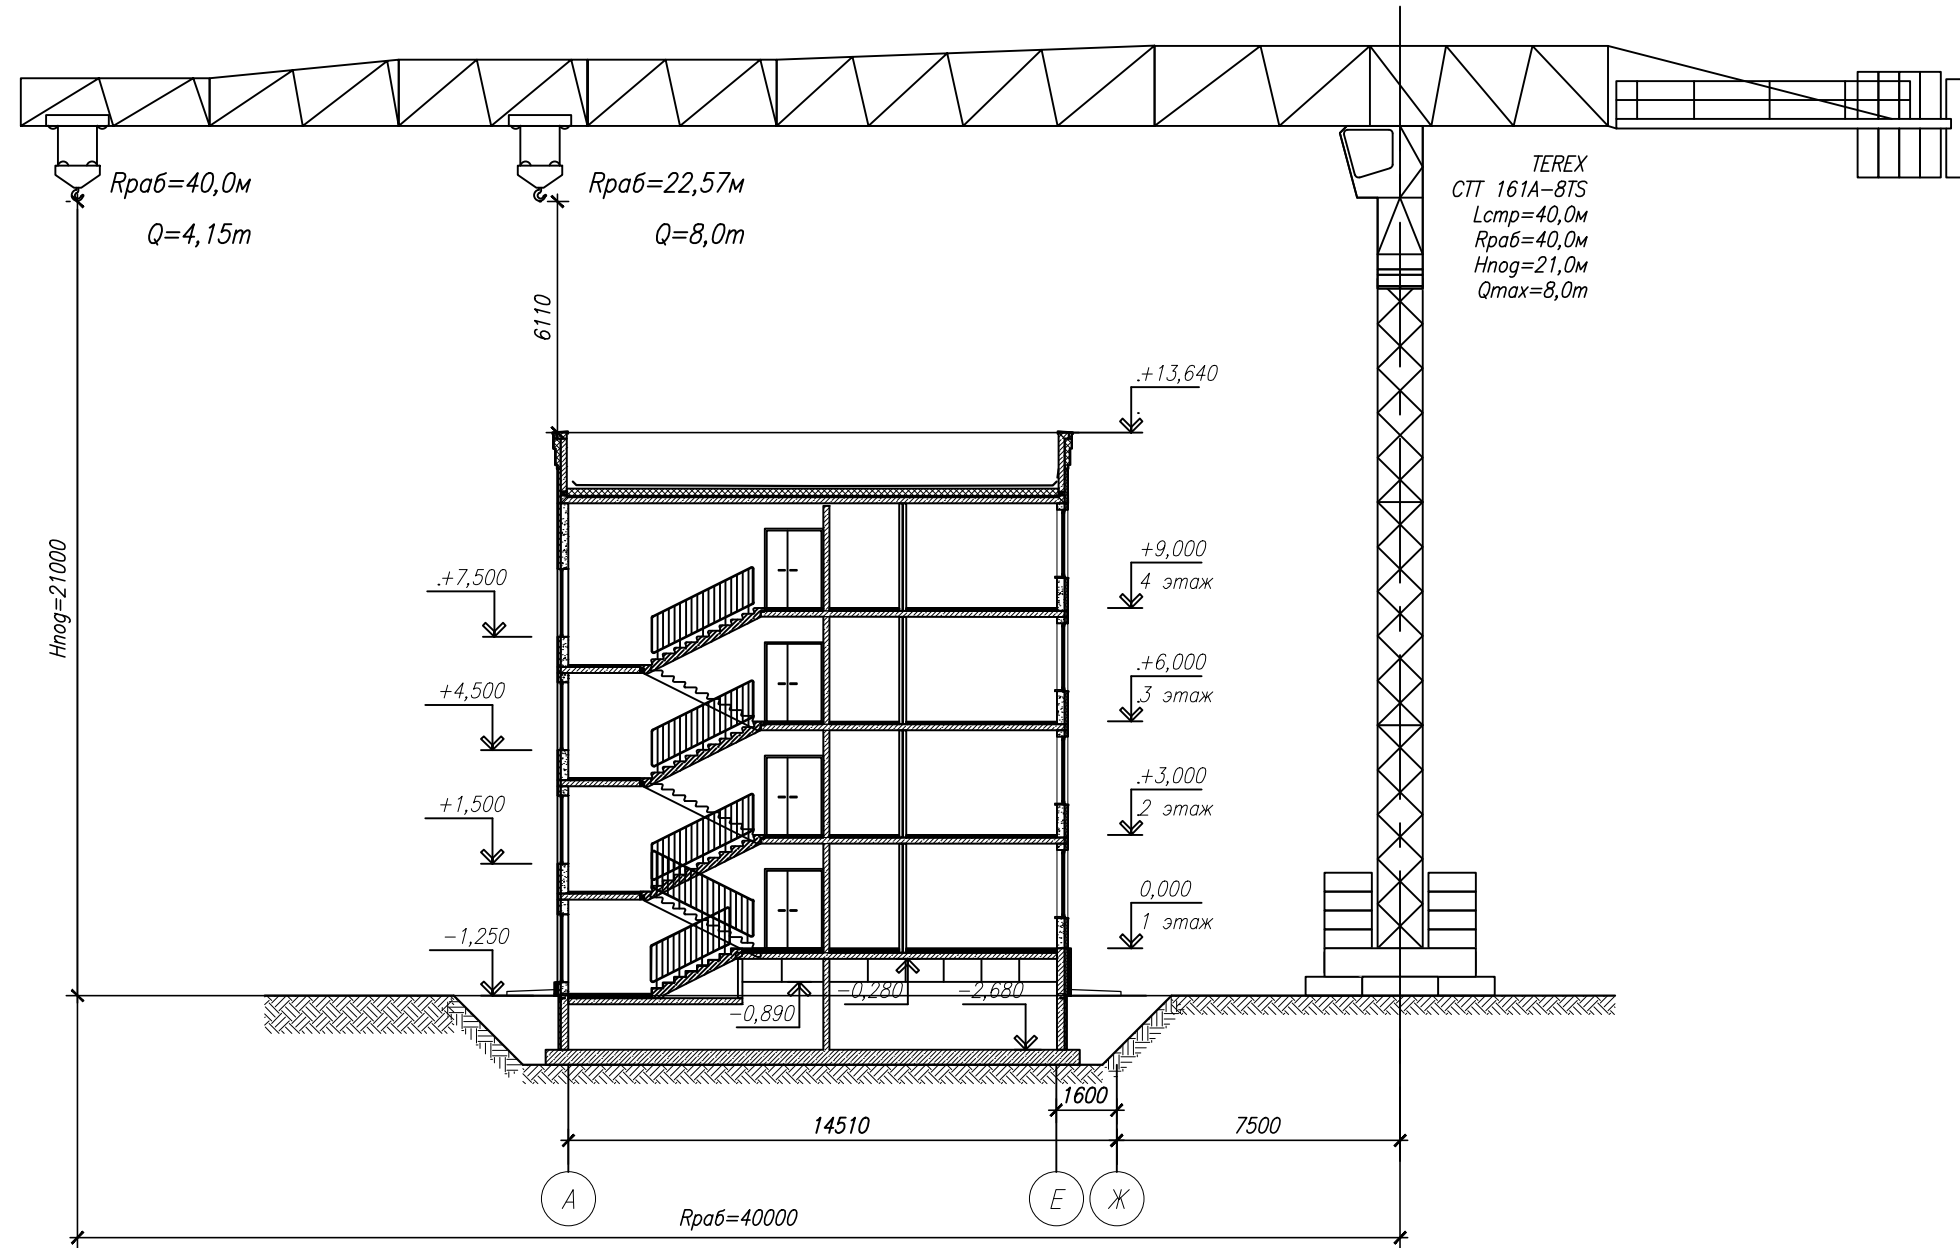 Rраб=40,0м
Q=4,15т
Rраб=22,57м
Q=8,0т
TEREX
CTT 161A-8TS
Lстр=40,0м
Rраб=40,0м
Hпод=21,0м
Qmax=8,0т
6110
+13,640
Hпод=21000
+7,500
+9,000
4 этаж
+4,500
+6,000
3 этаж
+1,500
+3,000
2 этаж
-1,250
0,000
1 этаж
-0,890
-0,280
-2,680
1600
14510
7500
А
Е
Ж
Rраб=40000